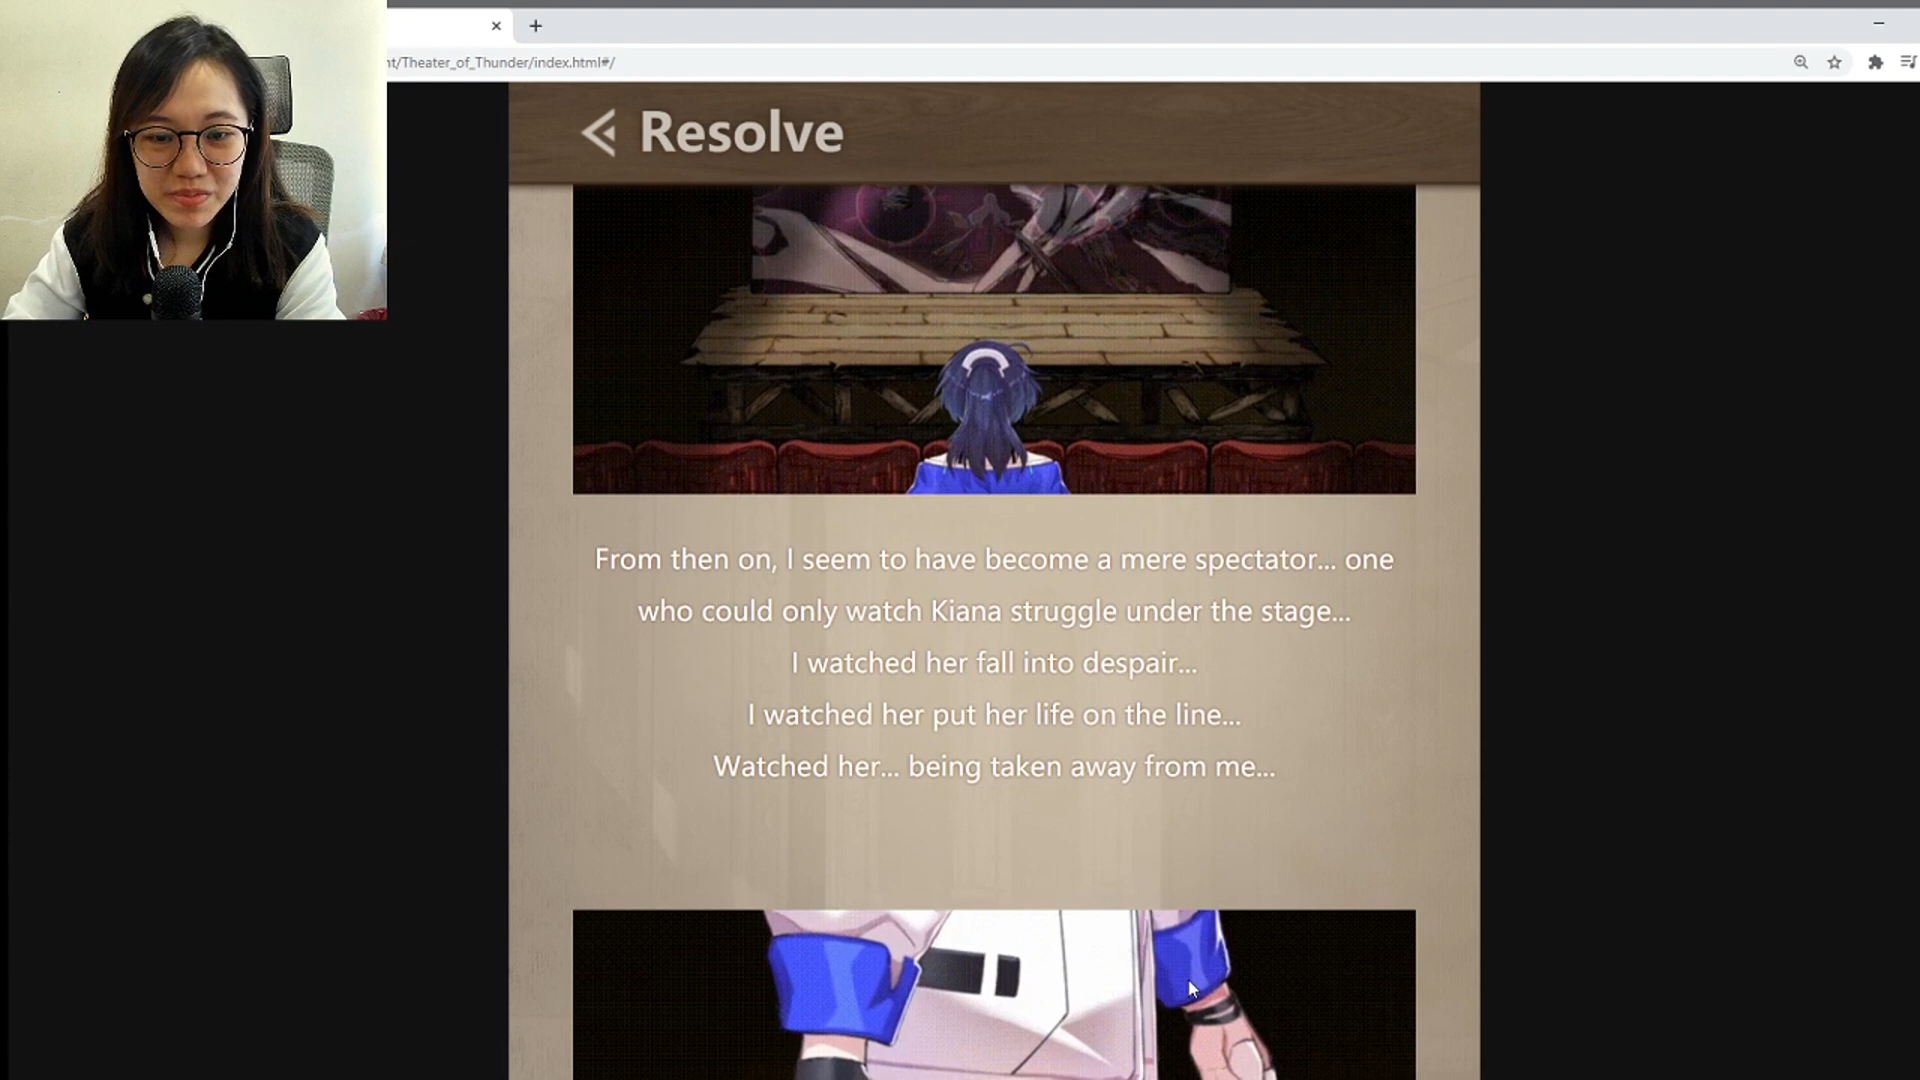 nt/Theater_of_Thunder/index.html#/
Resolve
From then on, I seem to have become a mere spectator... one
who could only watch Kiana struggle under the stage...
I watched her fall into despair...
I watched her put her life on the line...
Watched her... being taken away from me...